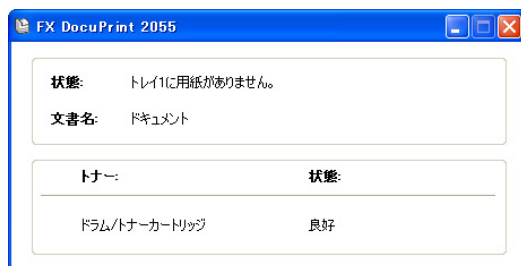 FX DocuPrint 2055
状態: トレイ1に用紙がありません。
文書名: ドキュメント
トナー: 状態:
ドラム/トナーカートリッジ 良好